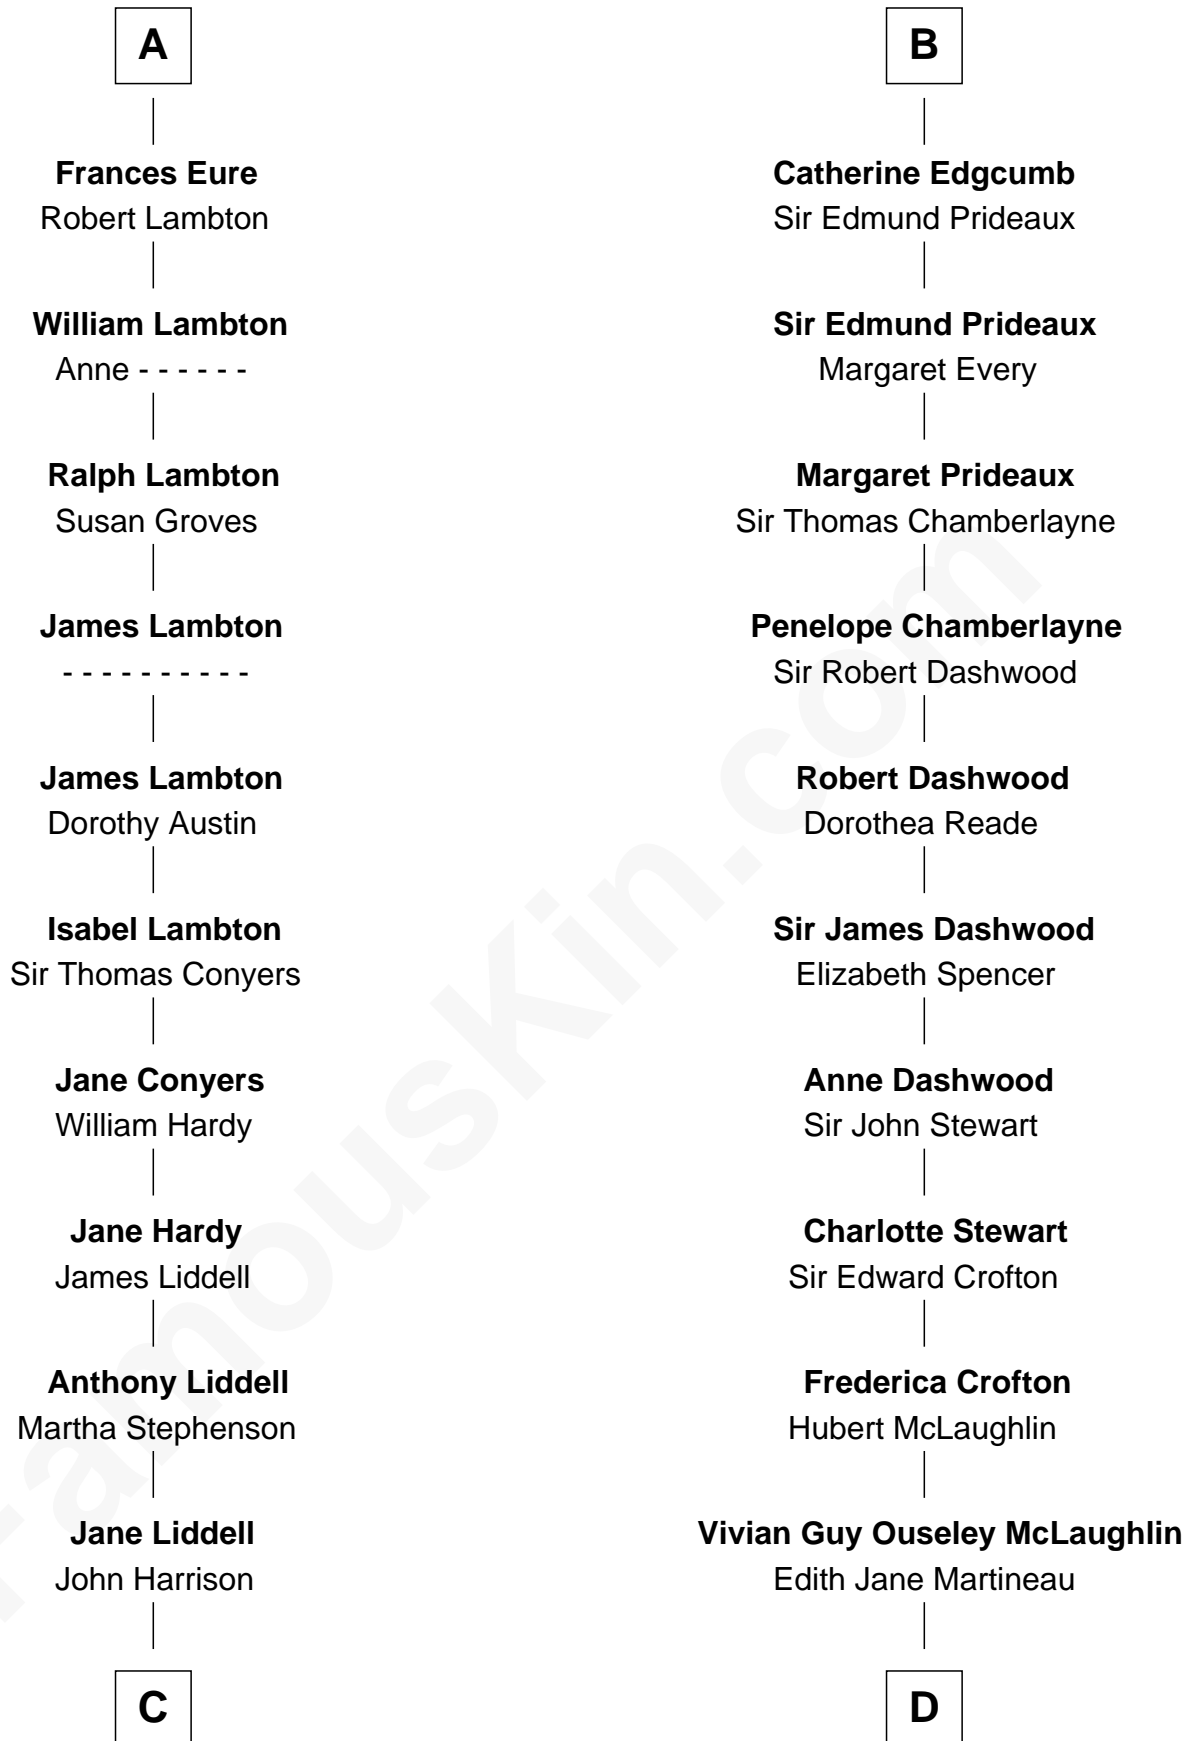 A
Frances Eure
Robert Lambton
William Lambton
Anne - - - - - -
Ralph Lambton
Susan Groves
James Lambton
- - - - - - - - - -
James Lambton
Dorothy Austin
Isabel Lambton
Sir Thomas Conyers
Jane Conyers
William Hardy
Jane Hardy
James Liddell
Anthony Liddell
Martha Stephenson
Jane Liddell
John Harrison
C
B
Catherine Edgcumb
Sir Edmund Prideaux
Sir Edmund Prideaux
Margaret Every
Margaret Prideaux
Sir Thomas Chamberlayne
Penelope Chamberlayne
Sir Robert Dashwood
Robert Dashwood
Dorothea Reade
Sir James Dashwood
Elizabeth Spencer
Anne Dashwood
Sir John Stewart
Charlotte Stewart
Sir Edward Crofton
Frederica Crofton
Hubert McLaughlin
Vivian Guy Ouseley McLaughlin
Edith Jane Martineau
D
FamousKin.com